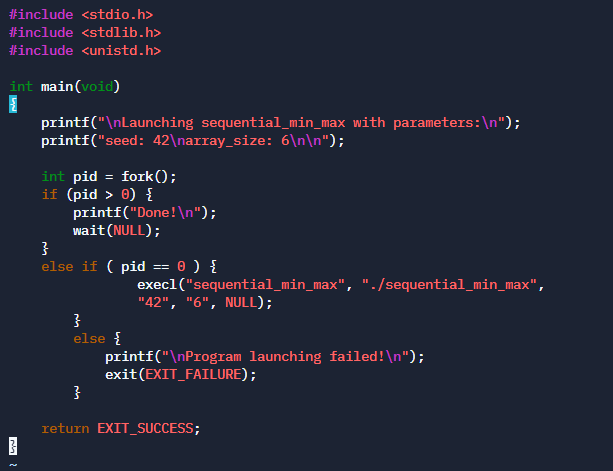 #include <stdio.h>
#include <stdlib.h>
#include <unistd.h>

int main(void)
{
    printf("\nLaunching sequential_min_max with parameters:\n");
    printf("seed: 42\narray_size: 6\n\n");

    int pid = fork();
    if (pid > 0) {
        printf("Done!\n");
        wait(NULL);
    }
    else if ( pid == 0 ) {
                execl("sequential_min_max", "./sequential_min_max",
                "42", "6", NULL);
        }
        else {
            printf("\nProgram launching failed!\n");
            exit(EXIT_FAILURE);
        }

    return EXIT_SUCCESS;
}
~